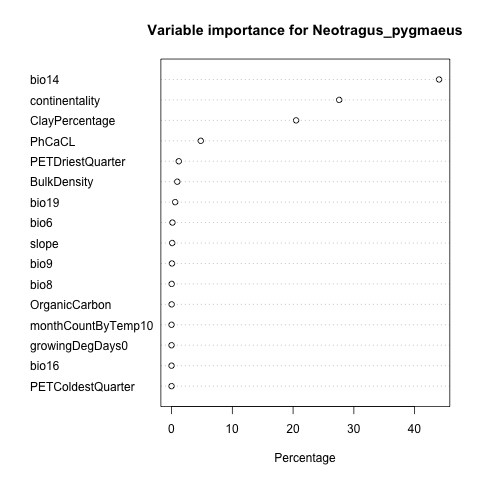 Variable importance for Neotragus_pygmaeus
bio14
continentality
ClayPercentage
PhCaCL
PETDriestQuarter
BulkDensity
bio19
bio6
slope
bio9
bio8
OrganicCarbon
monthCountByTemp10
growingDegDays0
bio16
PETColdestQuarter
0 10 20 30 40
Percentage